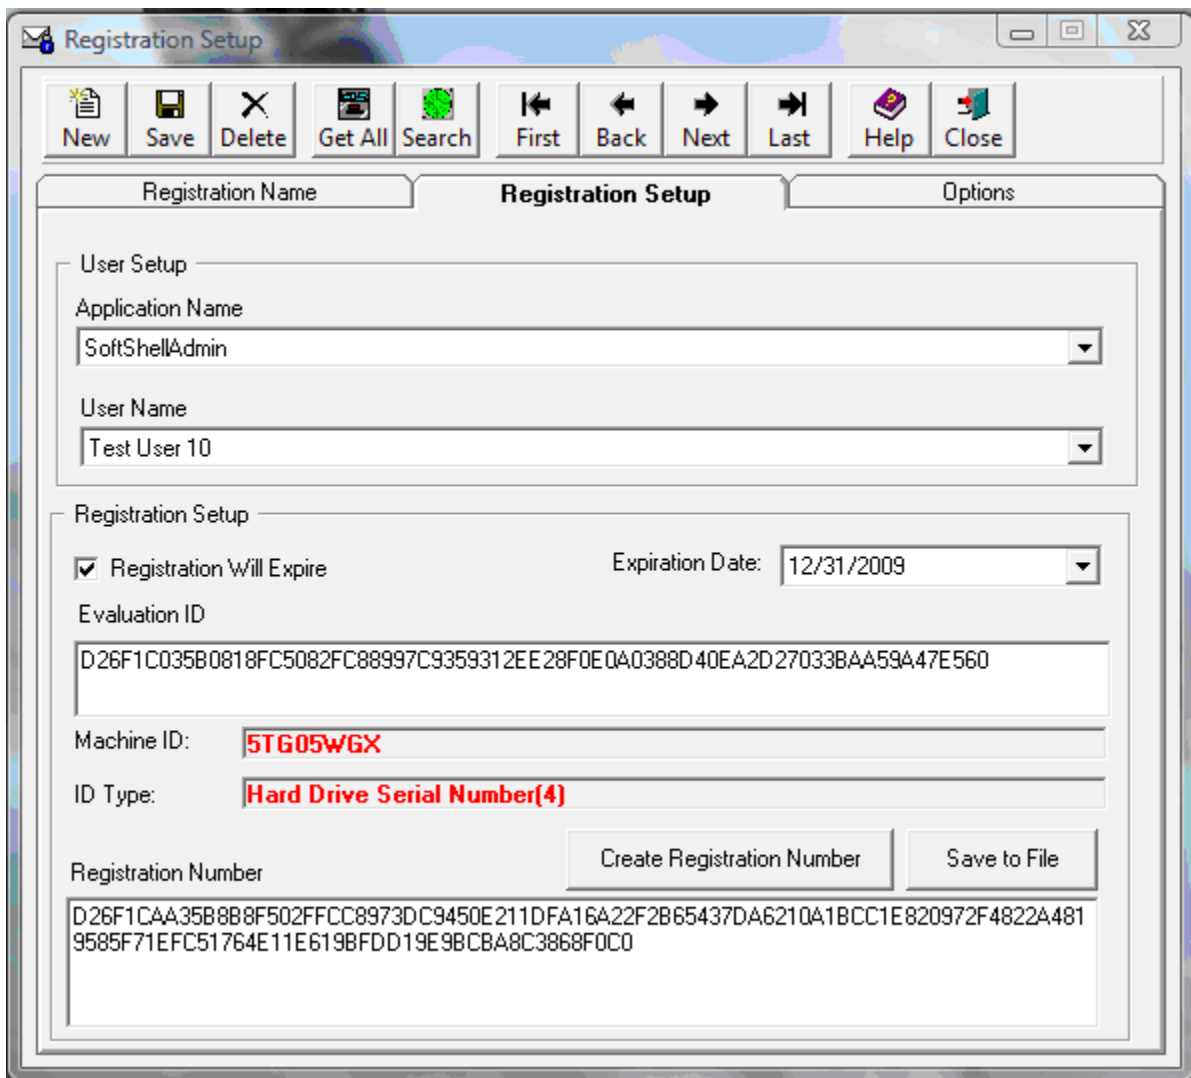 Registration Setup
New Save Delete Get All Search First Back Next Last Help Close
Registration Name Registration Setup Options
User Setup
Application Name
SoftShellAdmin
User Name
Test User 10
Registration Setup
Registration Will Expire Expiration Date: 12/31/2009
Evaluation ID
D26F1C035B0818FC5082FC88997C9359312EE28F0E0A0388D40EA2D27033BAA59A47E560
Machine ID: 5TG05WGX
ID Type: Hard Drive Serial Number(4)
Create Registration Number Save to File
Registration Number
D26F1CAA35B8B8F502FFCC8973DC9450E211DFA16A22F2B65437DA6210A1BCC1E820972F4822A481
9585F71EFC51764E11E619BFDD19E9BCBA8C3868F0C0